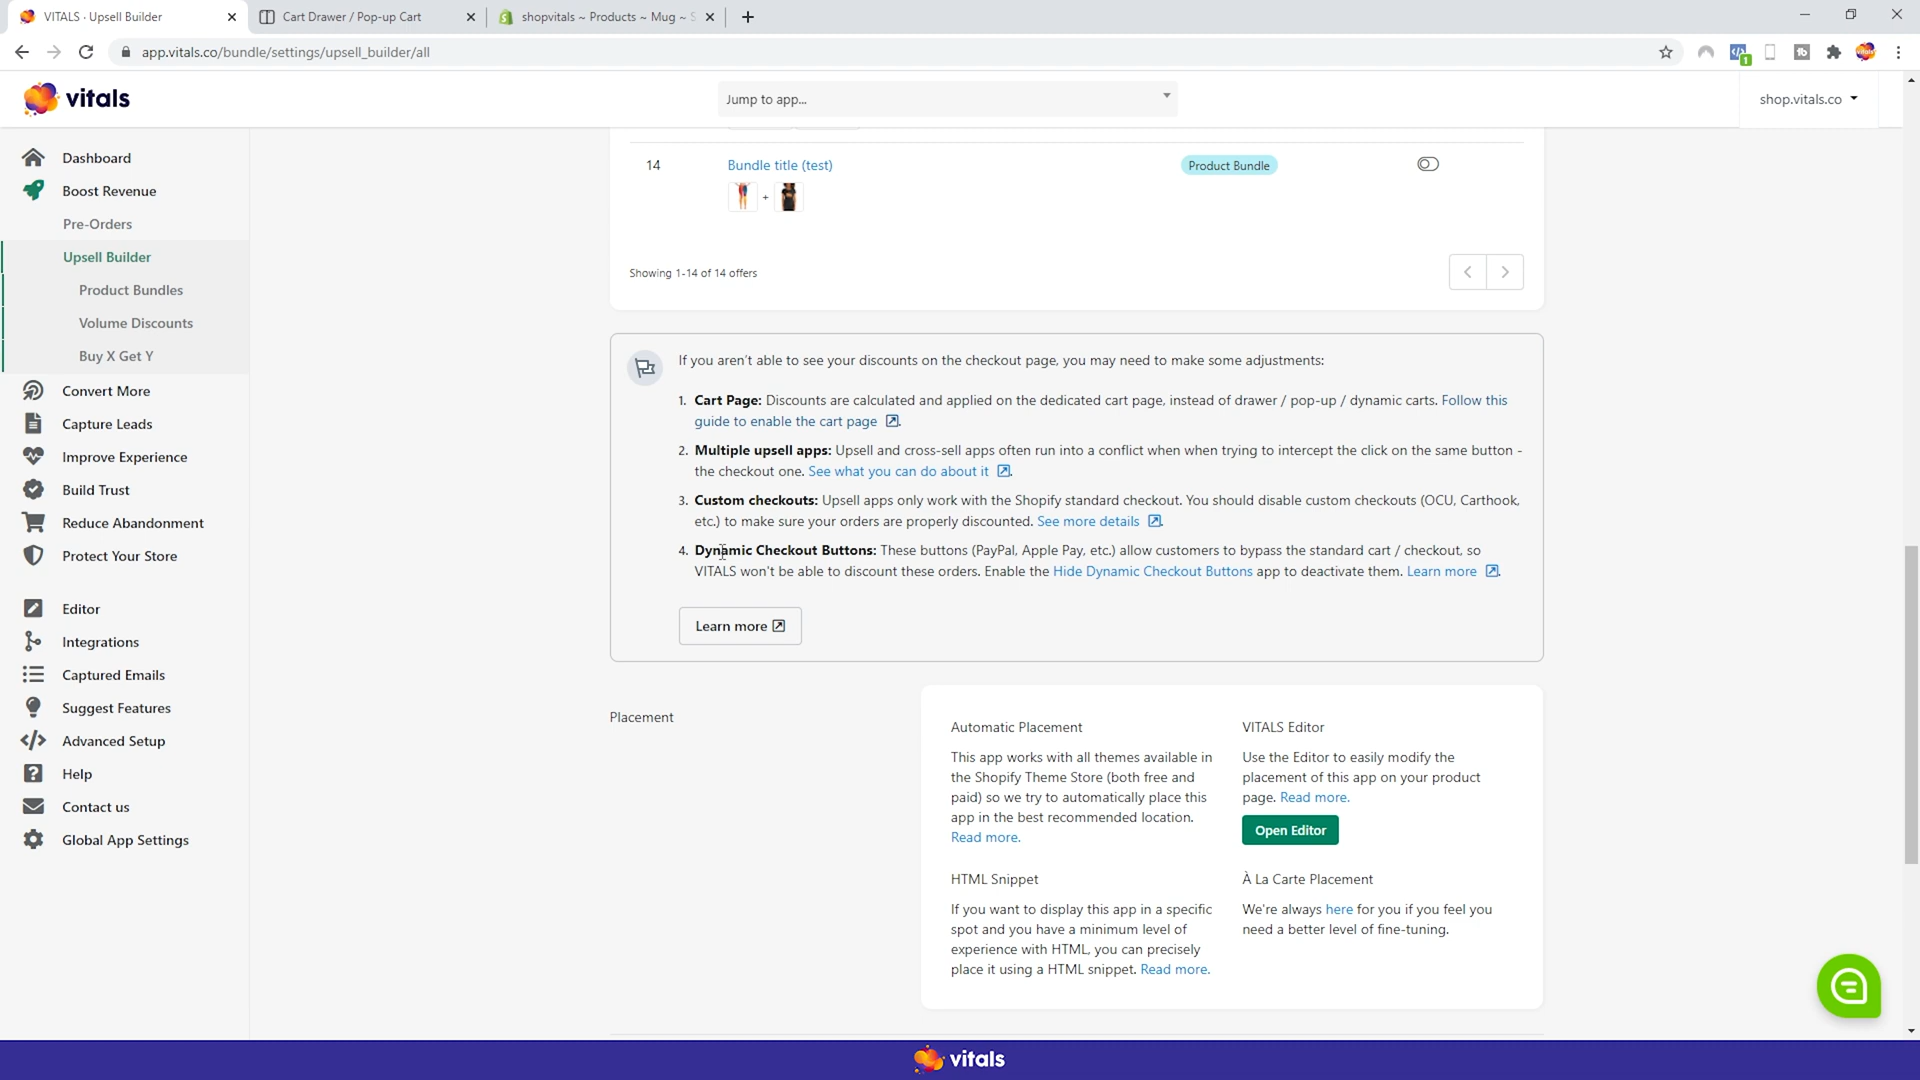 VITALS · Upsell Builder
Cart Drawer / Pop-up Cart
shopvitals ~ Products ~ Mug ~ S
app.vitals.co/bundle/settings/upsell_builder/all
1
vitals
Jump to app...
shop.vitals.co
Dashboard
Boost Revenue
Pre-Orders
Upsell Builder
Product Bundles
Volume Discounts
Buy X Get Y
Convert More
Capture Leads
Improve Experience
Build Trust
Reduce Abandonment
Protect Your Store
Editor
Integrations
Captured Emails
Suggest Features
Advanced Setup
Help
Contact us
Global App Settings
14 Bundle title (test) Product Bundle
+
Showing 1-14 of 14 offers
If you aren't able to see your discounts on the checkout page, you may need to make some adjustments:
1. Cart Page: Discounts are calculated and applied on the dedicated cart page, instead of drawer / pop-up / dynamic carts. Follow this
guide to enable the cart page .
2. Multiple upsell apps: Upsell and cross-sell apps often run into a conflict when when trying to intercept the click on the same button -
the checkout one. See what you can do about it .
3. Custom checkouts: Upsell apps only work with the Shopify standard checkout. You should disable custom checkouts (OCU, Carthook,
etc.) to make sure your orders are properly discounted. See more details .
4. Dynamic Checkout Buttons: These buttons (PayPal, Apple Pay, etc.) allow customers to bypass the standard cart / checkout, so
VITALS won't be able to discount these orders. Enable the Hide Dynamic Checkout Buttons app to deactivate them. Learn more .
Learn more
Placement
Automatic Placement
This app works with all themes available in
the Shopify Theme Store (both free and
paid) so we try to automatically place this
app in the best recommended location.
Read more.
VITALS Editor
Use the Editor to easily modify the
placement of this app on your product
page. Read more.
Open Editor
HTML Snippet
If you want to display this app in a specific
spot and you have a minimum level of
experience with HTML, you can precisely
place it using a HTML snippet. Read more.
À La Carte Placement
We're always here for you if you feel you
need a better level of fine-tuning.
vitals